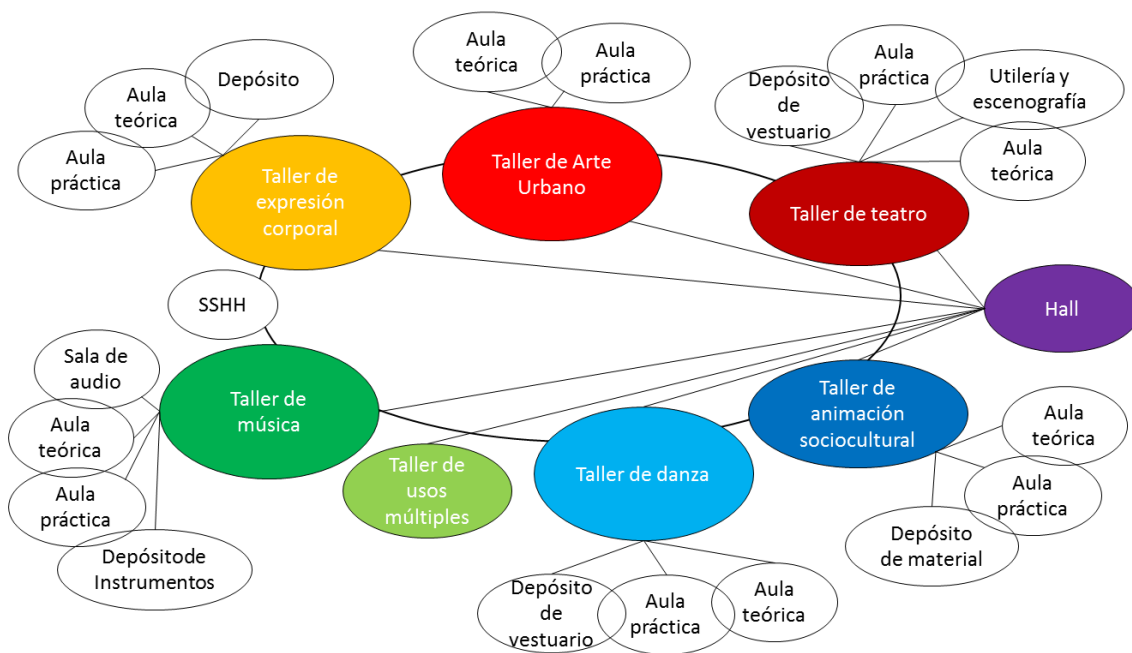 Aula
teórica
Aula
práctica
Depósito
Aula
teórica
Aula
práctica
Taller de
expresión
corporal
Taller de Arte
Urbano
Aula
práctica
Depósito
de
vestuario
Utilería y
escenografía
Aula
teórica
Taller de teatro
SSHH
Hall
Sala de
audio
Aula
teórica
Aula
práctica
Depósitode
Instrumentos
Taller de
música
Taller de
usos
múltiples
Taller de danza
Taller de
animación
sociocultural
Aula
teórica
Aula
práctica
Depósito
de material
Depósito
de
vestuario
Aula
práctica
Aula
teórica